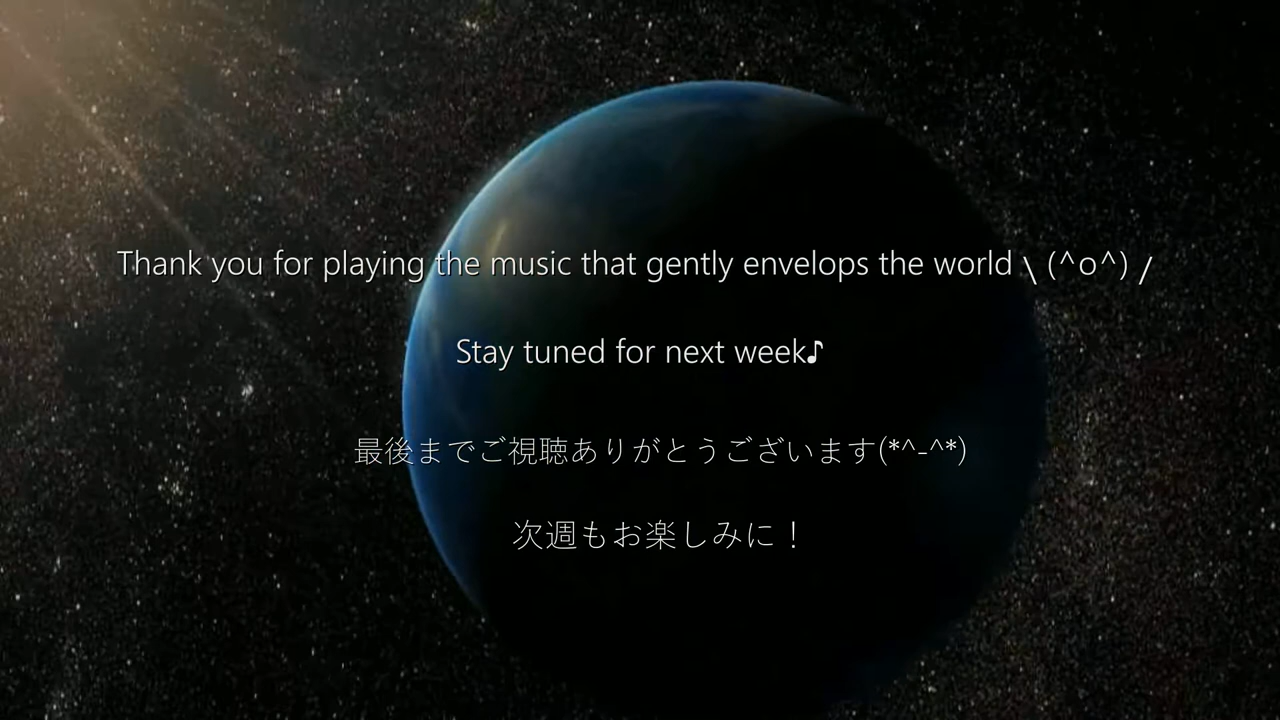 Thank you for playing the music that gently envelops the world \ (^o^) /
Stay tuned for next week♪
最後までご視聴ありがとうございます(*^-^*)
次週もお楽しみに！